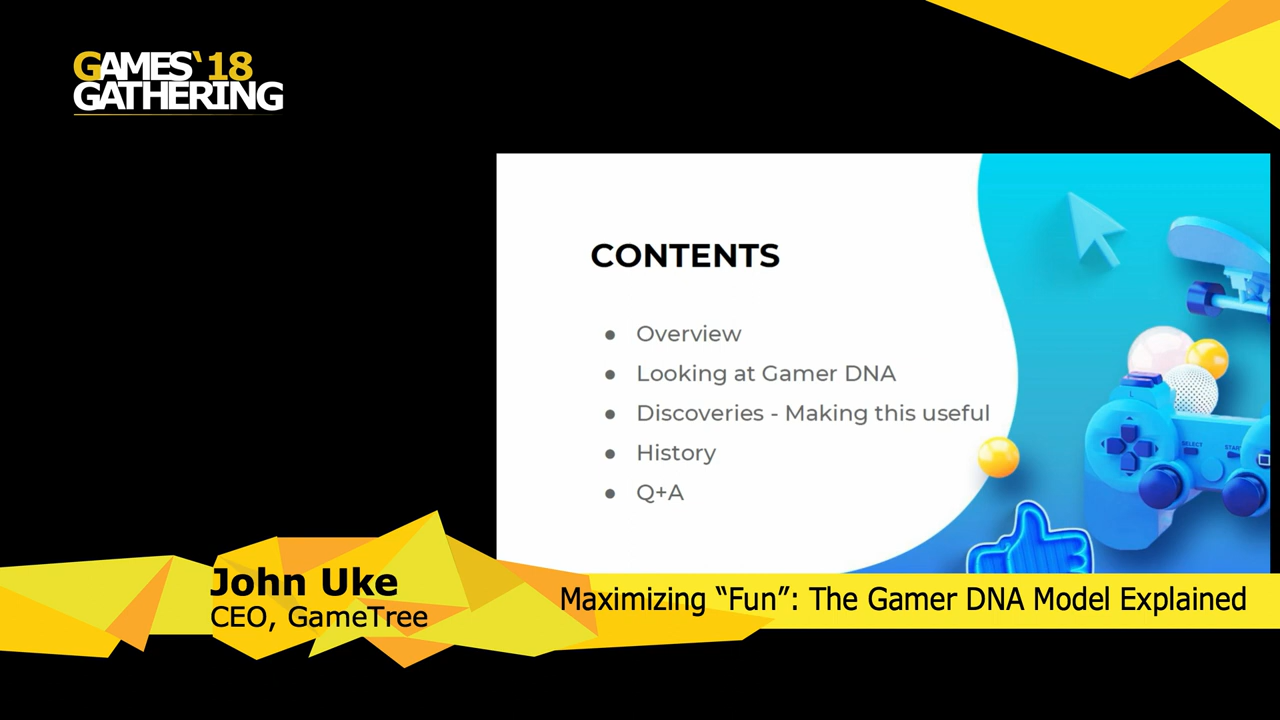 GAMES‘18
GATHERING
CONTENTS
● Overview
● Looking at Gamer DNA
● Discoveries - Making this useful
● History
● Q+A
L
SELECT
John Uke
CEO, GameTree
Maximizing “Fun”: The Gamer DNA Model Explained